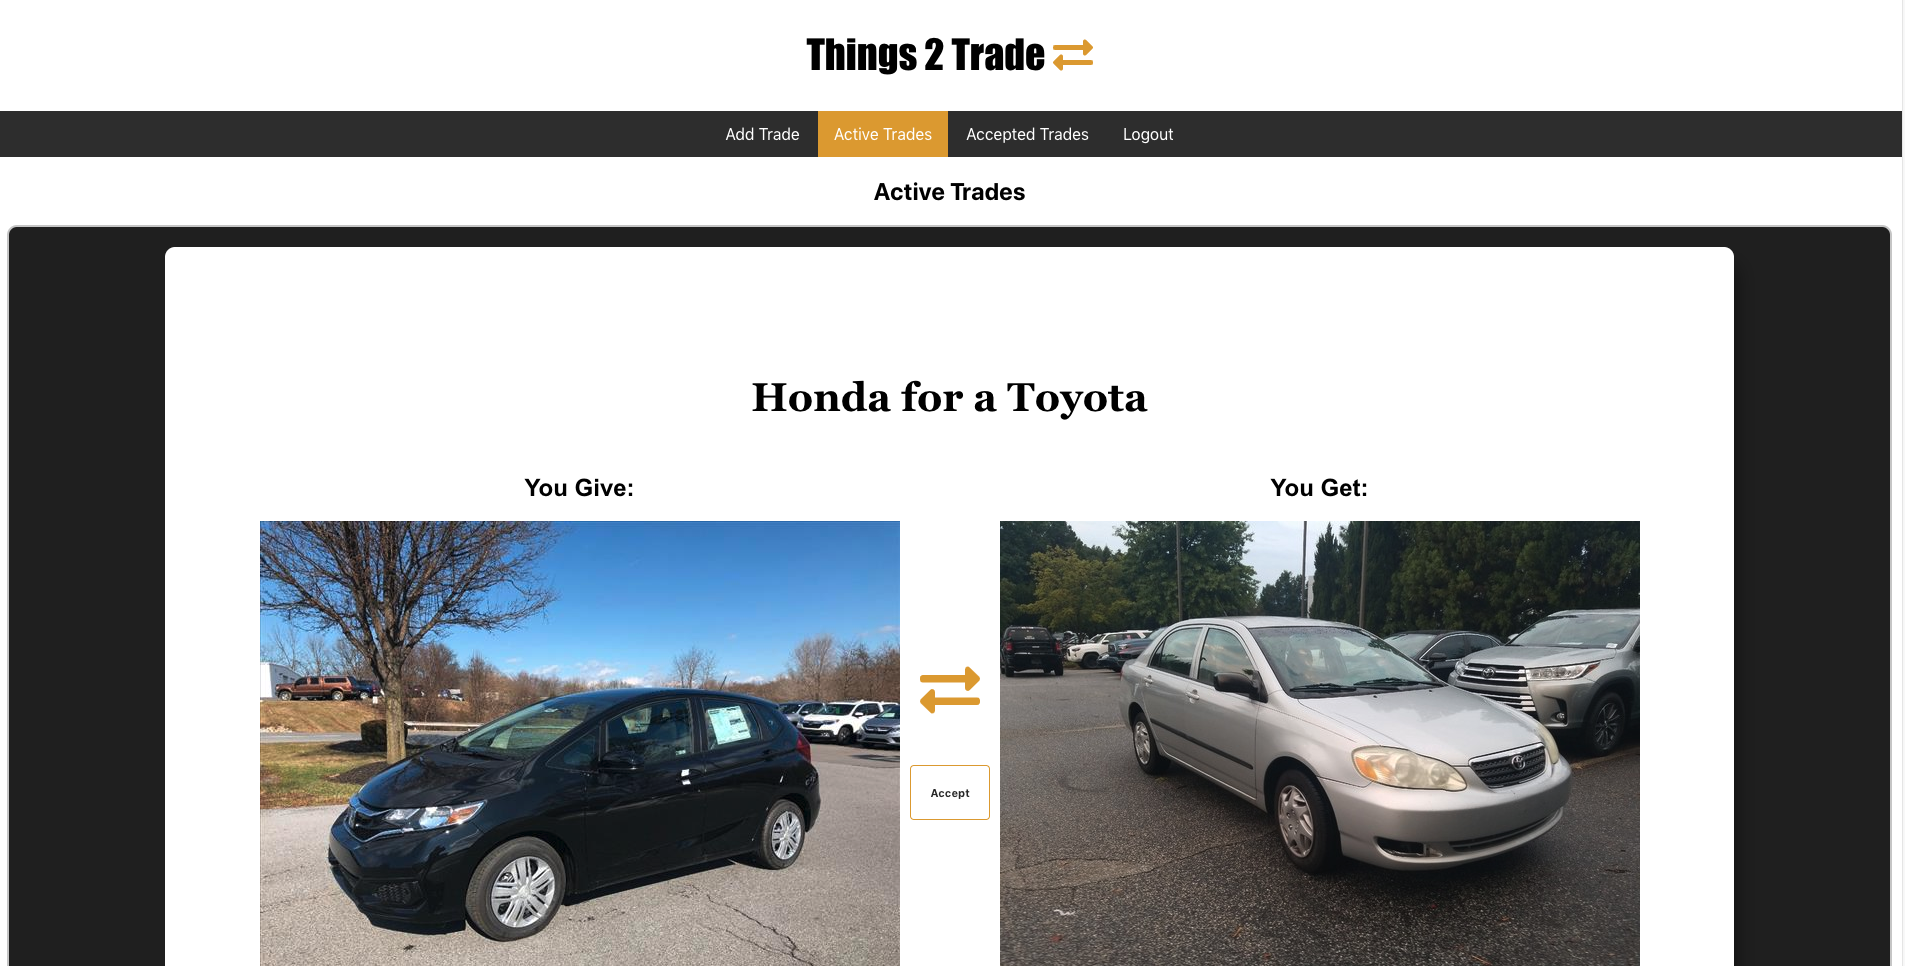 Things 2 Trade
Add Trade Active Trades Accepted Trades Logout
Active Trades
Honda for a Toyota
You Give:
You Get:
Accept